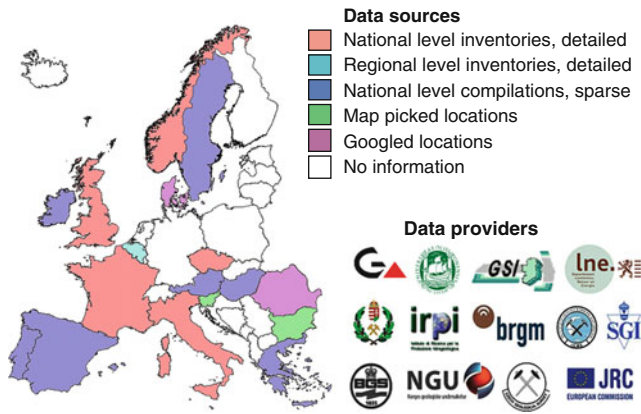 Data sources
National level inventories, detailed
Regional level inventories, detailed
National level compilations, sparse
Map picked locations
Googled locations
No information
Data providers
GSI
lne.
irpi
brgm
SGI
BGS
NGU
JRC
EUROPEAN COMMISSION